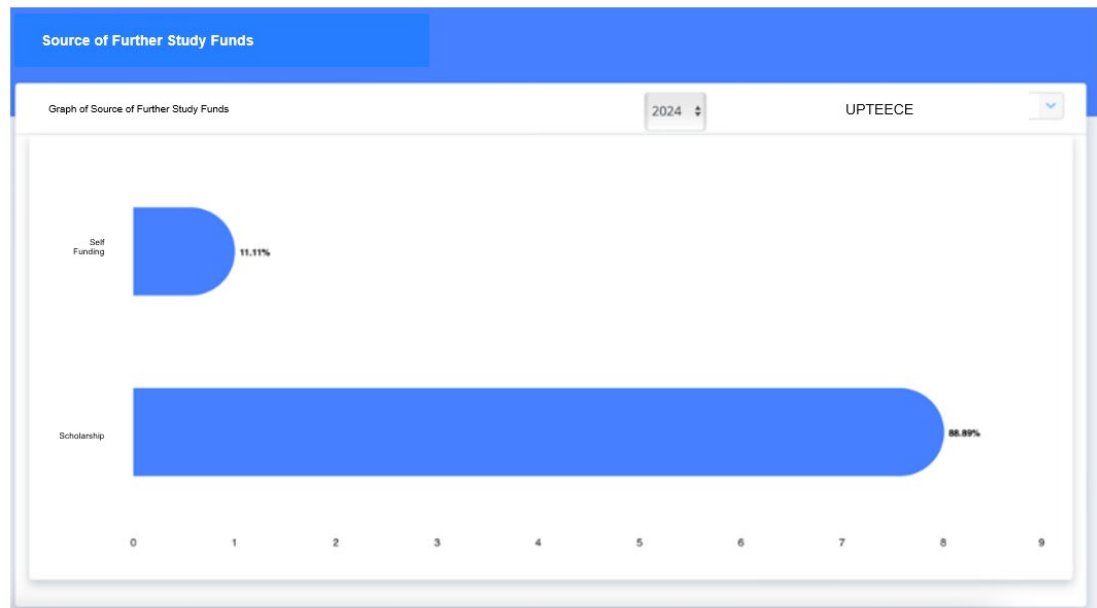 Source of Further Study Funds
Graph of Source of Further Study Funds
2024
UPTEECE
Self
Funding
11.11%
Scholarship
88.89%
0 1 2 3 4 5 6 7 8 9